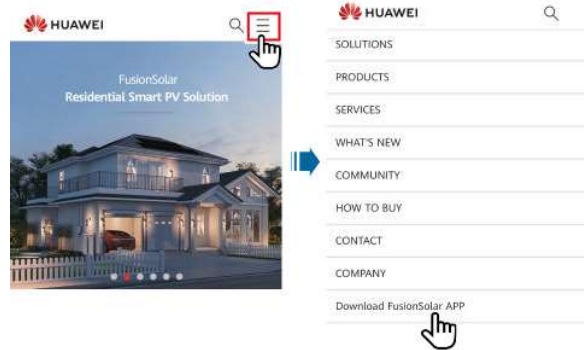 HUAWEI
FusionSolar
Residential Smart PV Solution
HUAWEI
SOLUTIONS
PRODUCTS
SERVICES
WHAT'S NEW
COMMUNITY
HOW TO BUY
CONTACT
COMPANY
Download FusionSolar APP